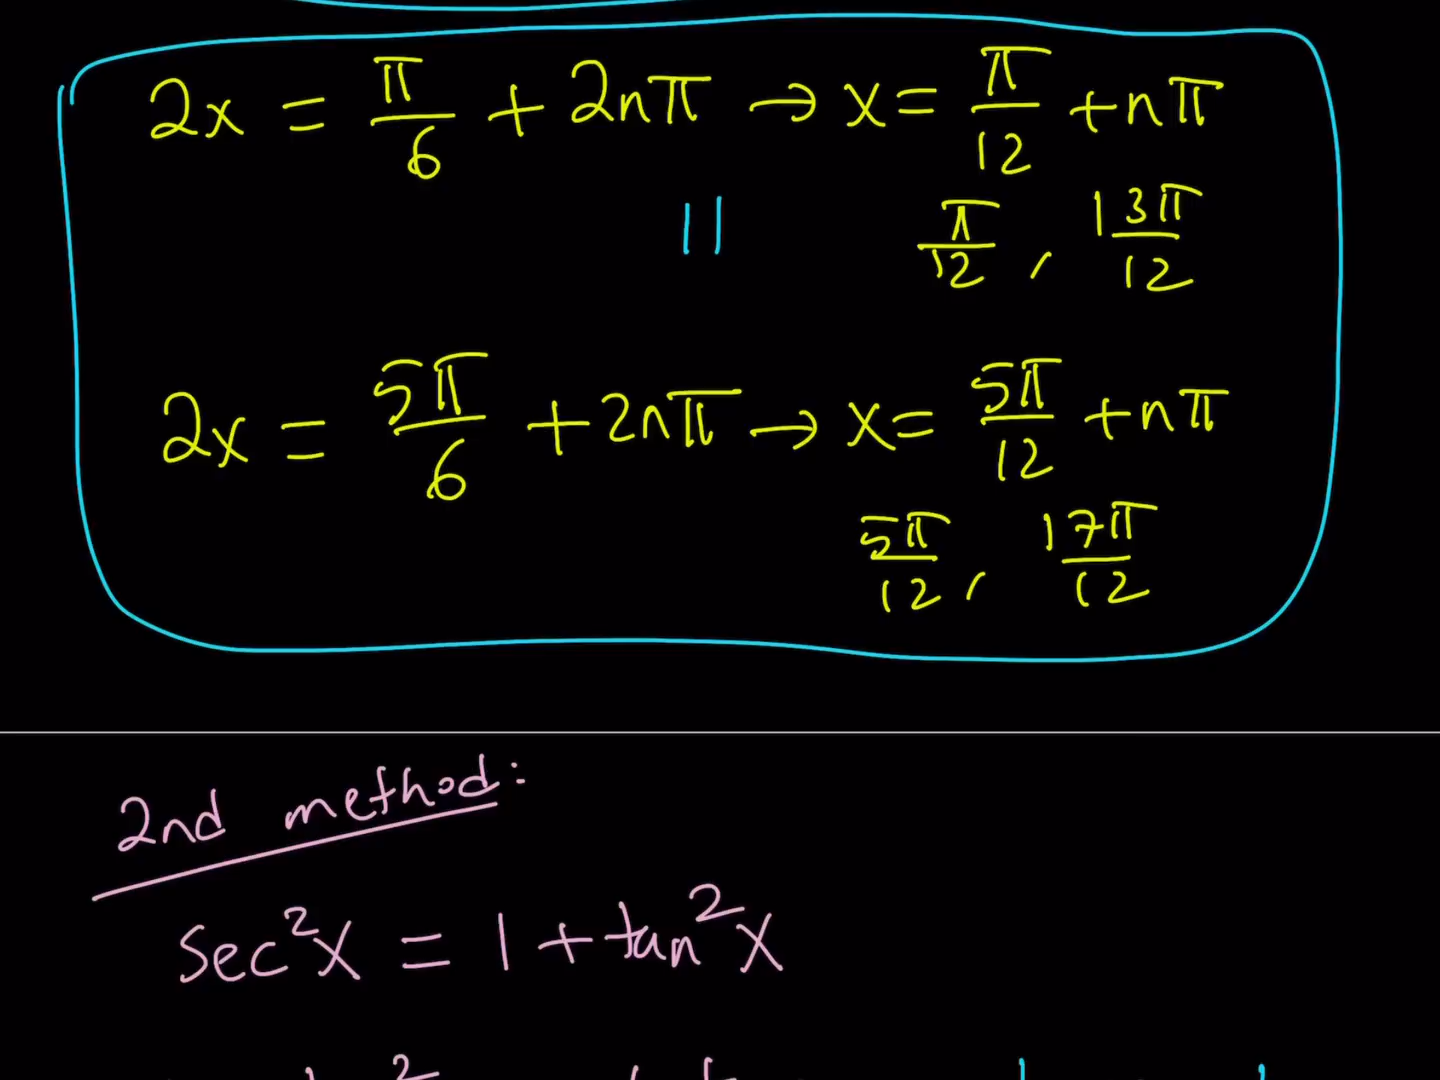 2x = π/6 + 2nπ → x = π/12 + nπ
π/12 , 13π/12
2x = 5π/6 + 2nπ → x = 5π/12 + nπ
5π/12 , 17π/12
2nd method:
sec²x = 1 + tan²x